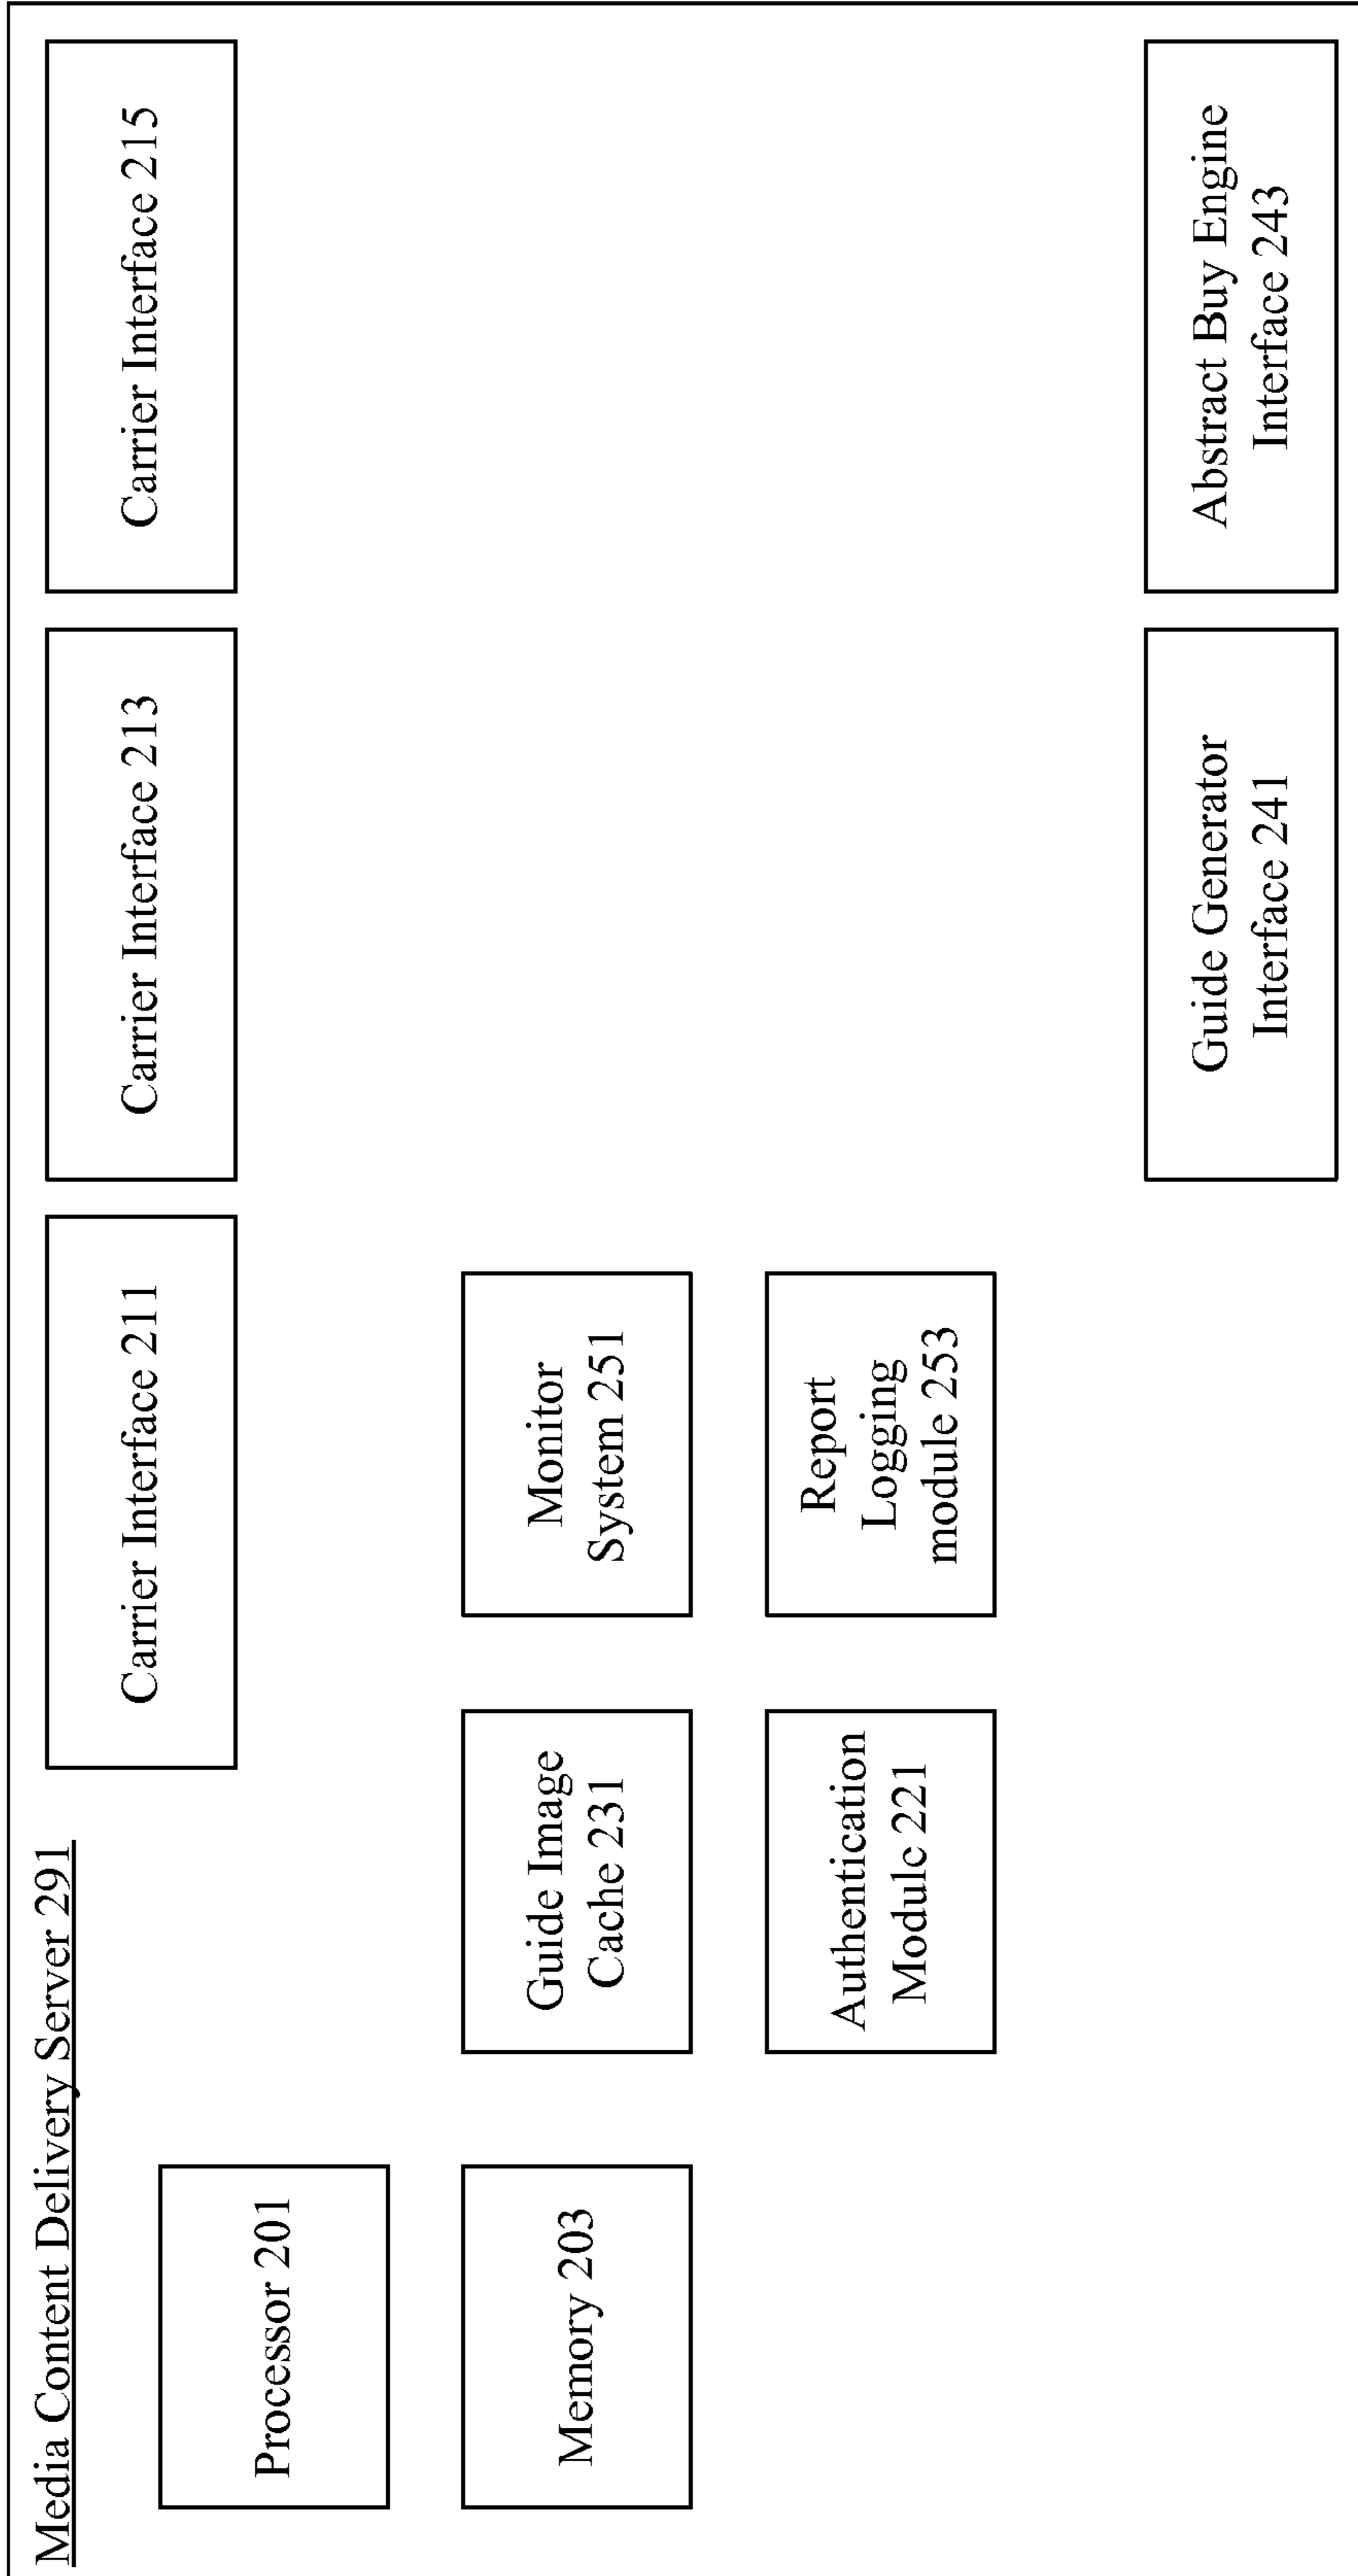 Media Content Delivery Server 291
Carrier Interface 211
Carrier Interface 213
Carrier Interface 215
Processor 201
Memory 203
Guide Image
Cache 231
Monitor
System 251
Authentication
Module 221
Report
Logging
module 253
Guide Generator
Interface 241
Abstract Buy Engine
Interface 243